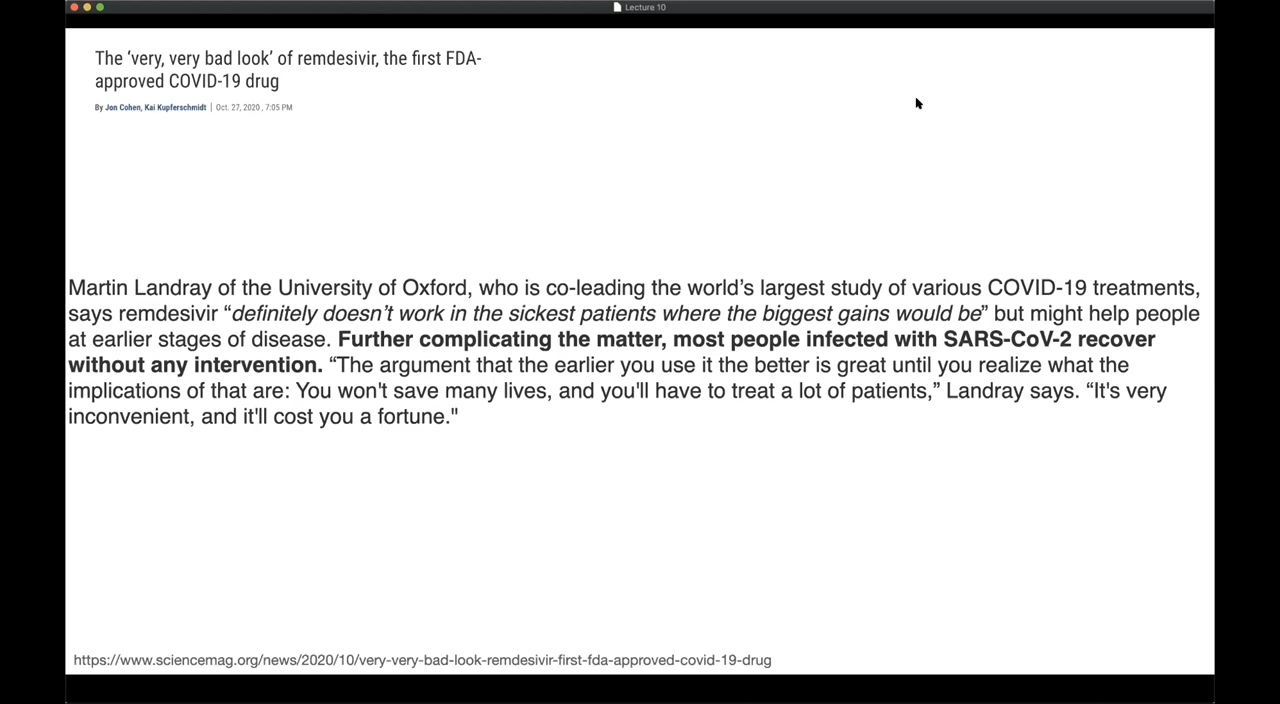 Lecture 10
The ‘very, very bad look’ of remdesivir, the first FDA-
approved COVID-19 drug
By Jon Cohen, Kai Kupferschmidt | Oct. 27, 2020 , 7:05 PM
Martin Landray of the University of Oxford, who is co-leading the world’s largest study of various COVID-19 treatments,
says remdesivir “definitely doesn’t work in the sickest patients where the biggest gains would be” but might help people
at earlier stages of disease. Further complicating the matter, most people infected with SARS-CoV-2 recover
without any intervention. “The argument that the earlier you use it the better is great until you realize what the
implications of that are: You won't save many lives, and you'll have to treat a lot of patients,” Landray says. “It's very
inconvenient, and it'll cost you a fortune."
https://www.sciencemag.org/news/2020/10/very-very-bad-look-remdesivir-first-fda-approved-covid-19-drug